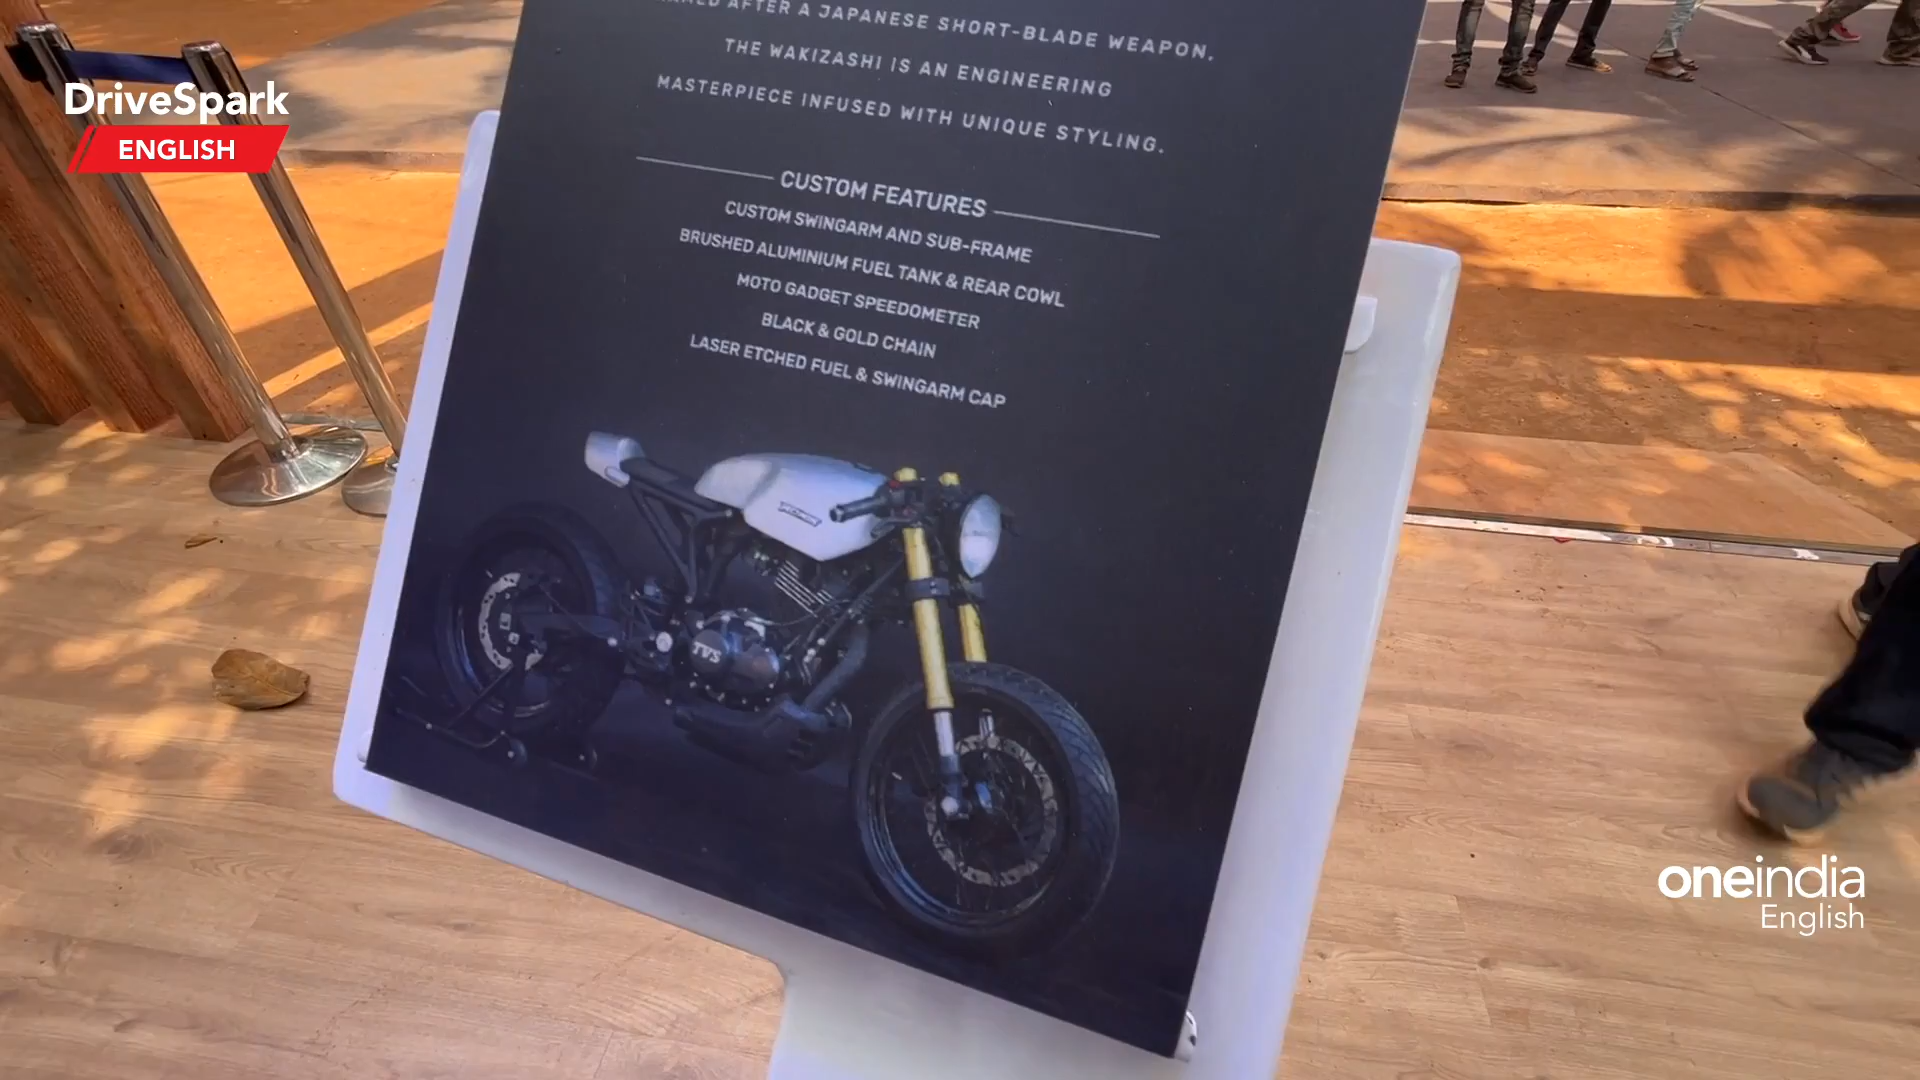 AFTER A JAPANESE SHORT-BLADE WEAPON,
THE WAKIZASHI IS AN ENGINEERING
MASTERPIECE INFUSED WITH UNIQUE STYLING.
CUSTOM FEATURES
CUSTOM SWINGARM AND SUB-FRAME
BRUSHED ALUMINIUM FUEL TANK & REAR COWL
MOTO GADGET SPEEDOMETER
BLACK & GOLD CHAIN
LASER ETCHED FUEL & SWINGARM CAP
TVS
DriveSpark
ENGLISH
oneindia
English